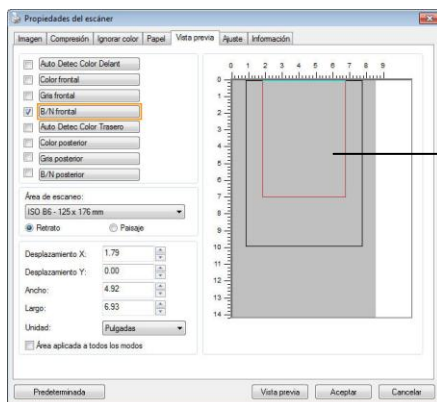 Propiedades del escáner
Imagen Compresión Ignorar color Papel Vista previa Ajuste Información
Auto Detec Color Delant
Color frontal
Gris frontal
B/N frontal
Auto Detec Color Trasero
Color posterior
Gris posterior
B/N posterior
Área de escaneo:
ISO B6 - 125 x 176 mm
Retrato Paisaje
Desplazamiento X: 1.79
Desplazamiento Y: 0.00
Ancho: 4.92
Largo: 6.93
Unidad: Pulgadas
Área aplicada a todos los modos
0 1 2 3 4 5 6 7 8 9
0
1
2
3
4
5
6
7
8
9
10
11
12
13
14
Predeterminada Vista previa Aceptar Cancelar